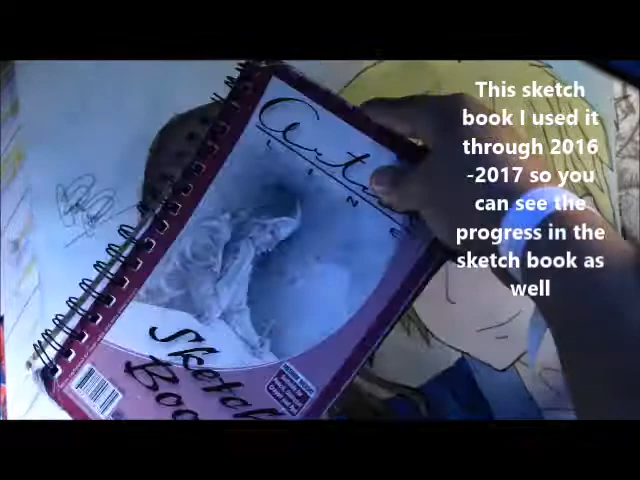 This sketch
book I used it
through 2016
-2017 so you
can see the
progress in the
sketch book as
well
Sketch
Boo